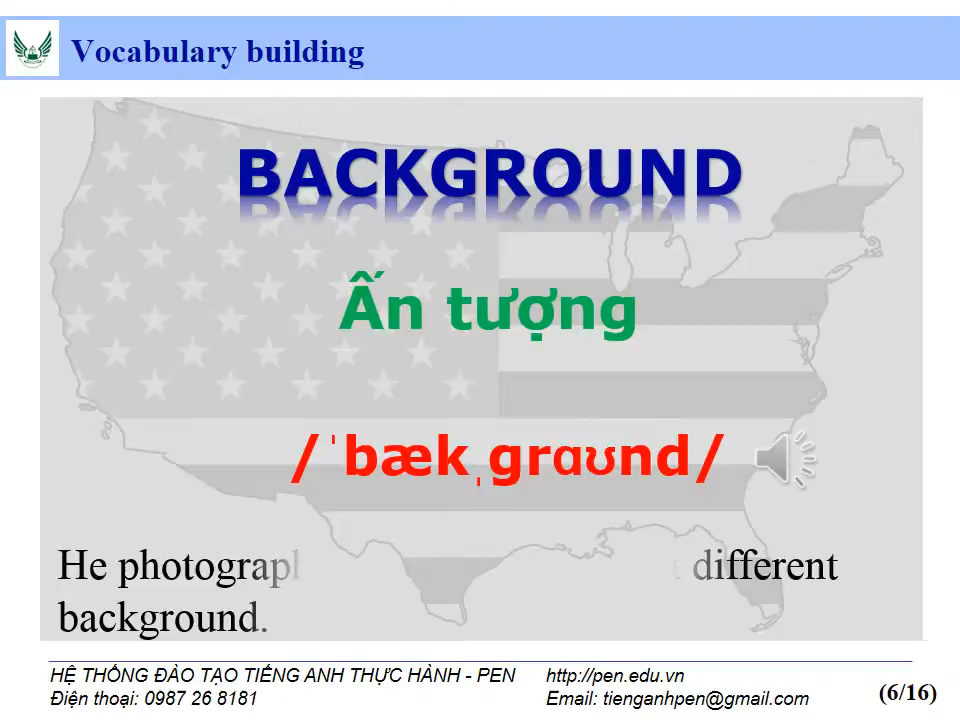 Vocabulary building
BACKGROUND
Ấn tượng
/ˈbækˌgrɑʊnd/
He photograph different
background.
HỆ THỐNG ĐÀO TẠO TIẾNG ANH THỰC HÀNH - PEN
Điện thoại: 0987 26 8181
http://pen.edu.vn
Email: tienganhpen@gmail.com
(6/16)